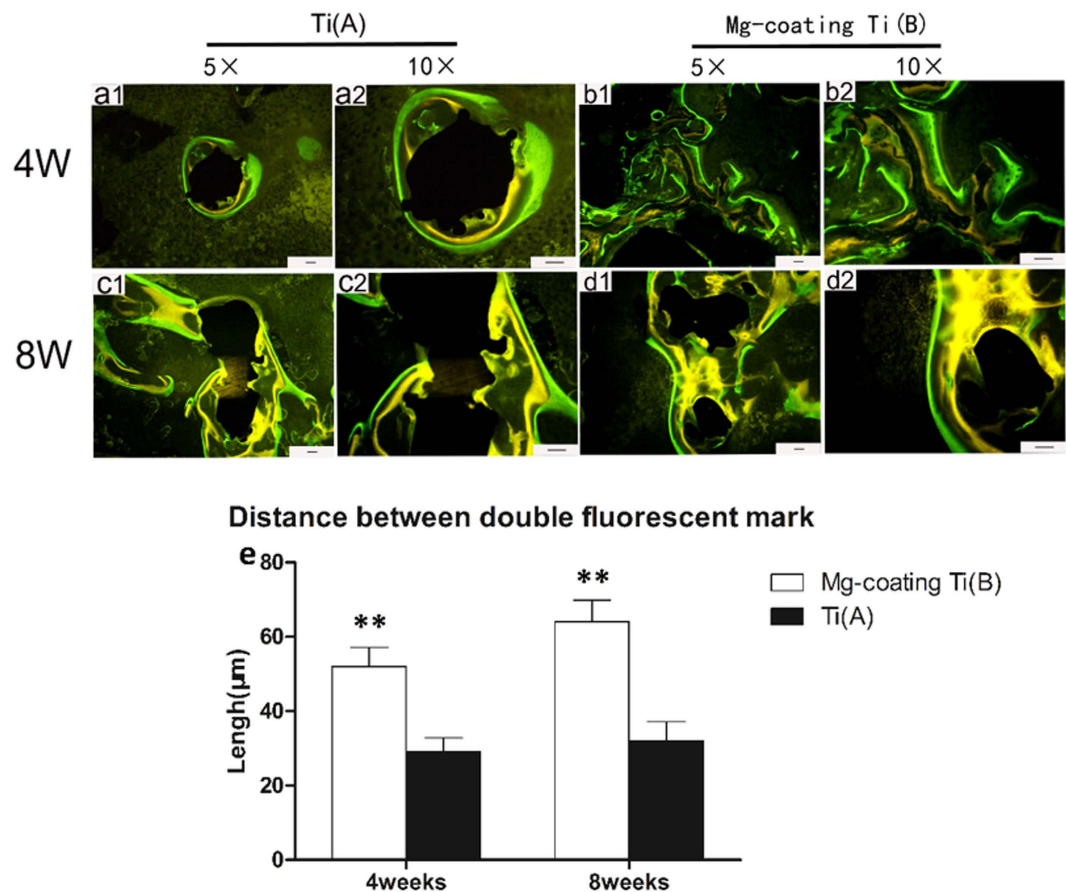 Ti(A)
Mg-coating Ti(B)
5×
10×
5×
10×
4W
a1
a2
b1
b2
8W
c1
c2
d1
d2
Distance between double fluorescent mark
e
80
60
40
20
0
Lengh(μm)
**
**
Mg-coating Ti(B)
Ti(A)
4weeks
8weeks